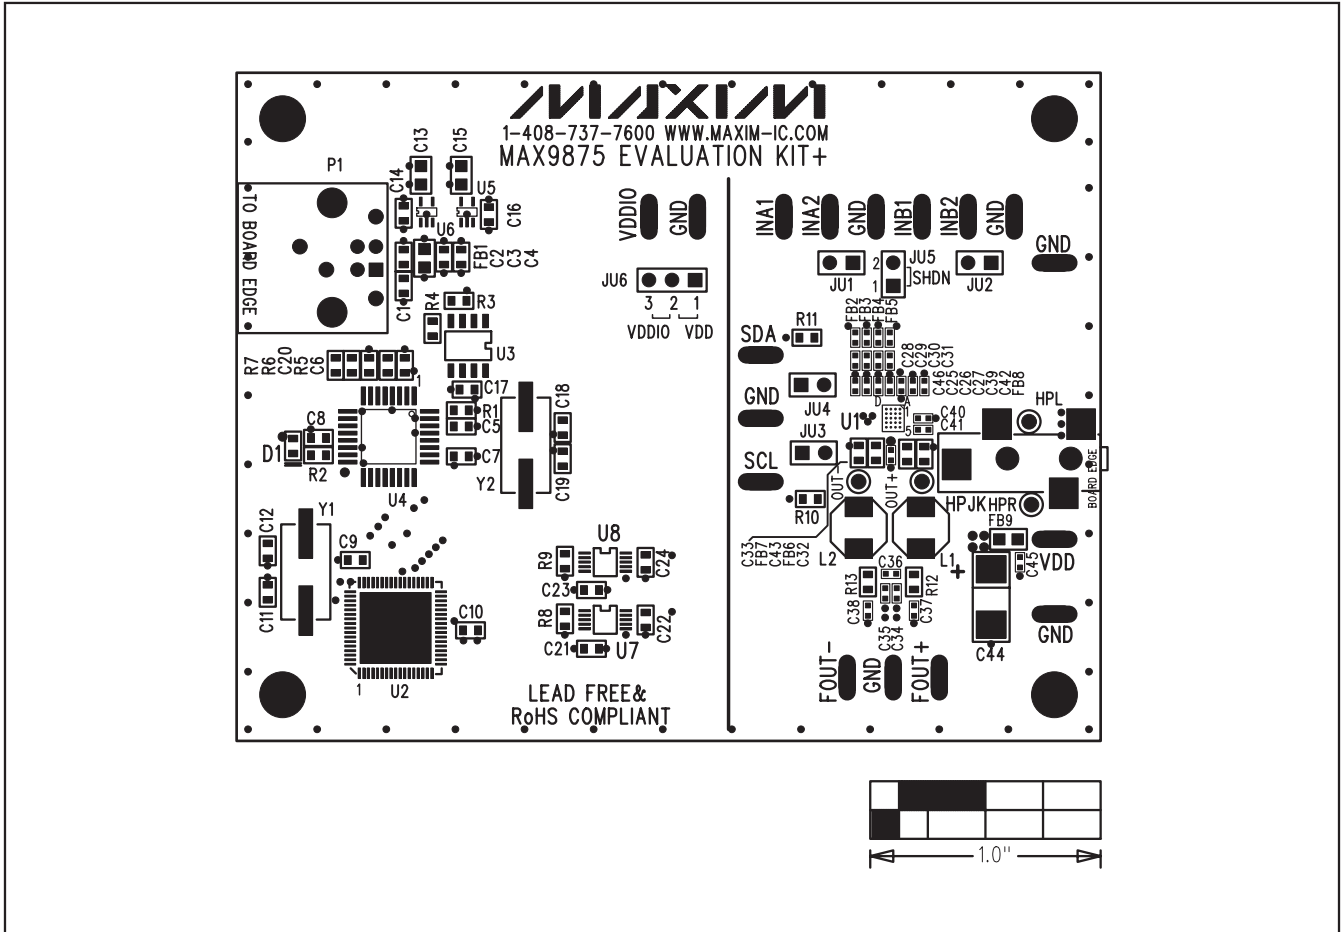 MAXIM
1-408-737-7600 WWW.MAXIM-IC.COM
MAX9875 EVALUATION KIT+
P1
TO BOARD EDGE
C14
C13
C15
U5
C16
U6
FB1
C2
C3
C4
C1
R4
R3
U3
R7
R6
C20
R5
C6
1
C17
R1
C5
C7
C8
D1
R2
U4
Y2
C18
C19
C12
C11
Y1
C9
C10
1
U2
R9
U8
C24
C23
R8
C22
C21
U7
LEAD FREE&
RoHS COMPLIANT
VDDIO
GND
JU6
3 2 1
VDDIO VDD
INA1
INA2
GND
INB1
INB2
GND
GND
JU1
2
1
JU5
SHDN
JU2
SDA
R11
FB2
FB3
FB4
FB5
C28
C29
C30
C31
C46
C25
C26
C27
C39
C42
FB8
GND
JU4
D A
1
5
U1
C40
C41
HPL
JU3
SCL
R10
OUT-
OUT+
BOARD EDGE
HPJK
HPR
FB9
C33
FB7
C43
FB6
C32
L2
L1
+
C45
VDD
C36
R13
R12
C38
C35
C34
C37
C44
GND
FOUT-
GND
FOUT+
1.0"